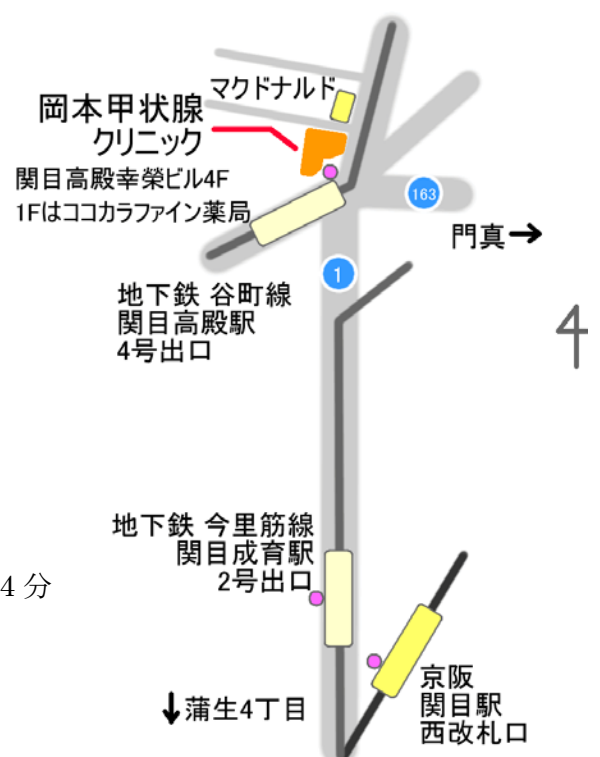 マクドナルド
岡本甲状腺
クリニック
関目高殿幸榮ビル4F
1Fはココカラファイン薬局
163
門真→
1
地下鉄 谷町線
関目高殿駅
4号出口
地下鉄 今里筋線
関目成育駅
2号出口
4分
京阪
関目駅
西改札口
↓蒲生4丁目